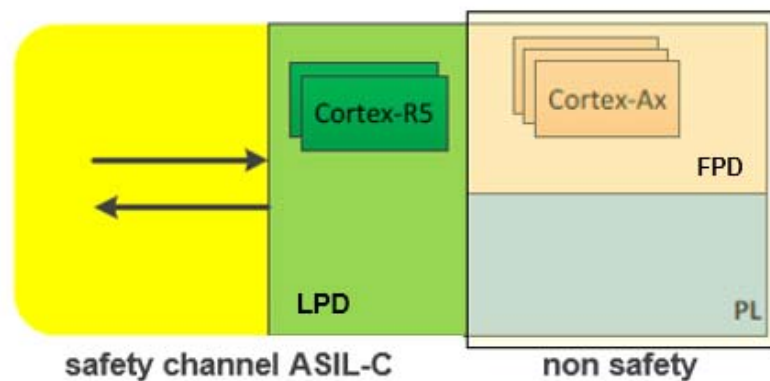 Cortex-R5
Cortex-Ax
FPD
LPD
PL
safety channel ASIL-C
non safety